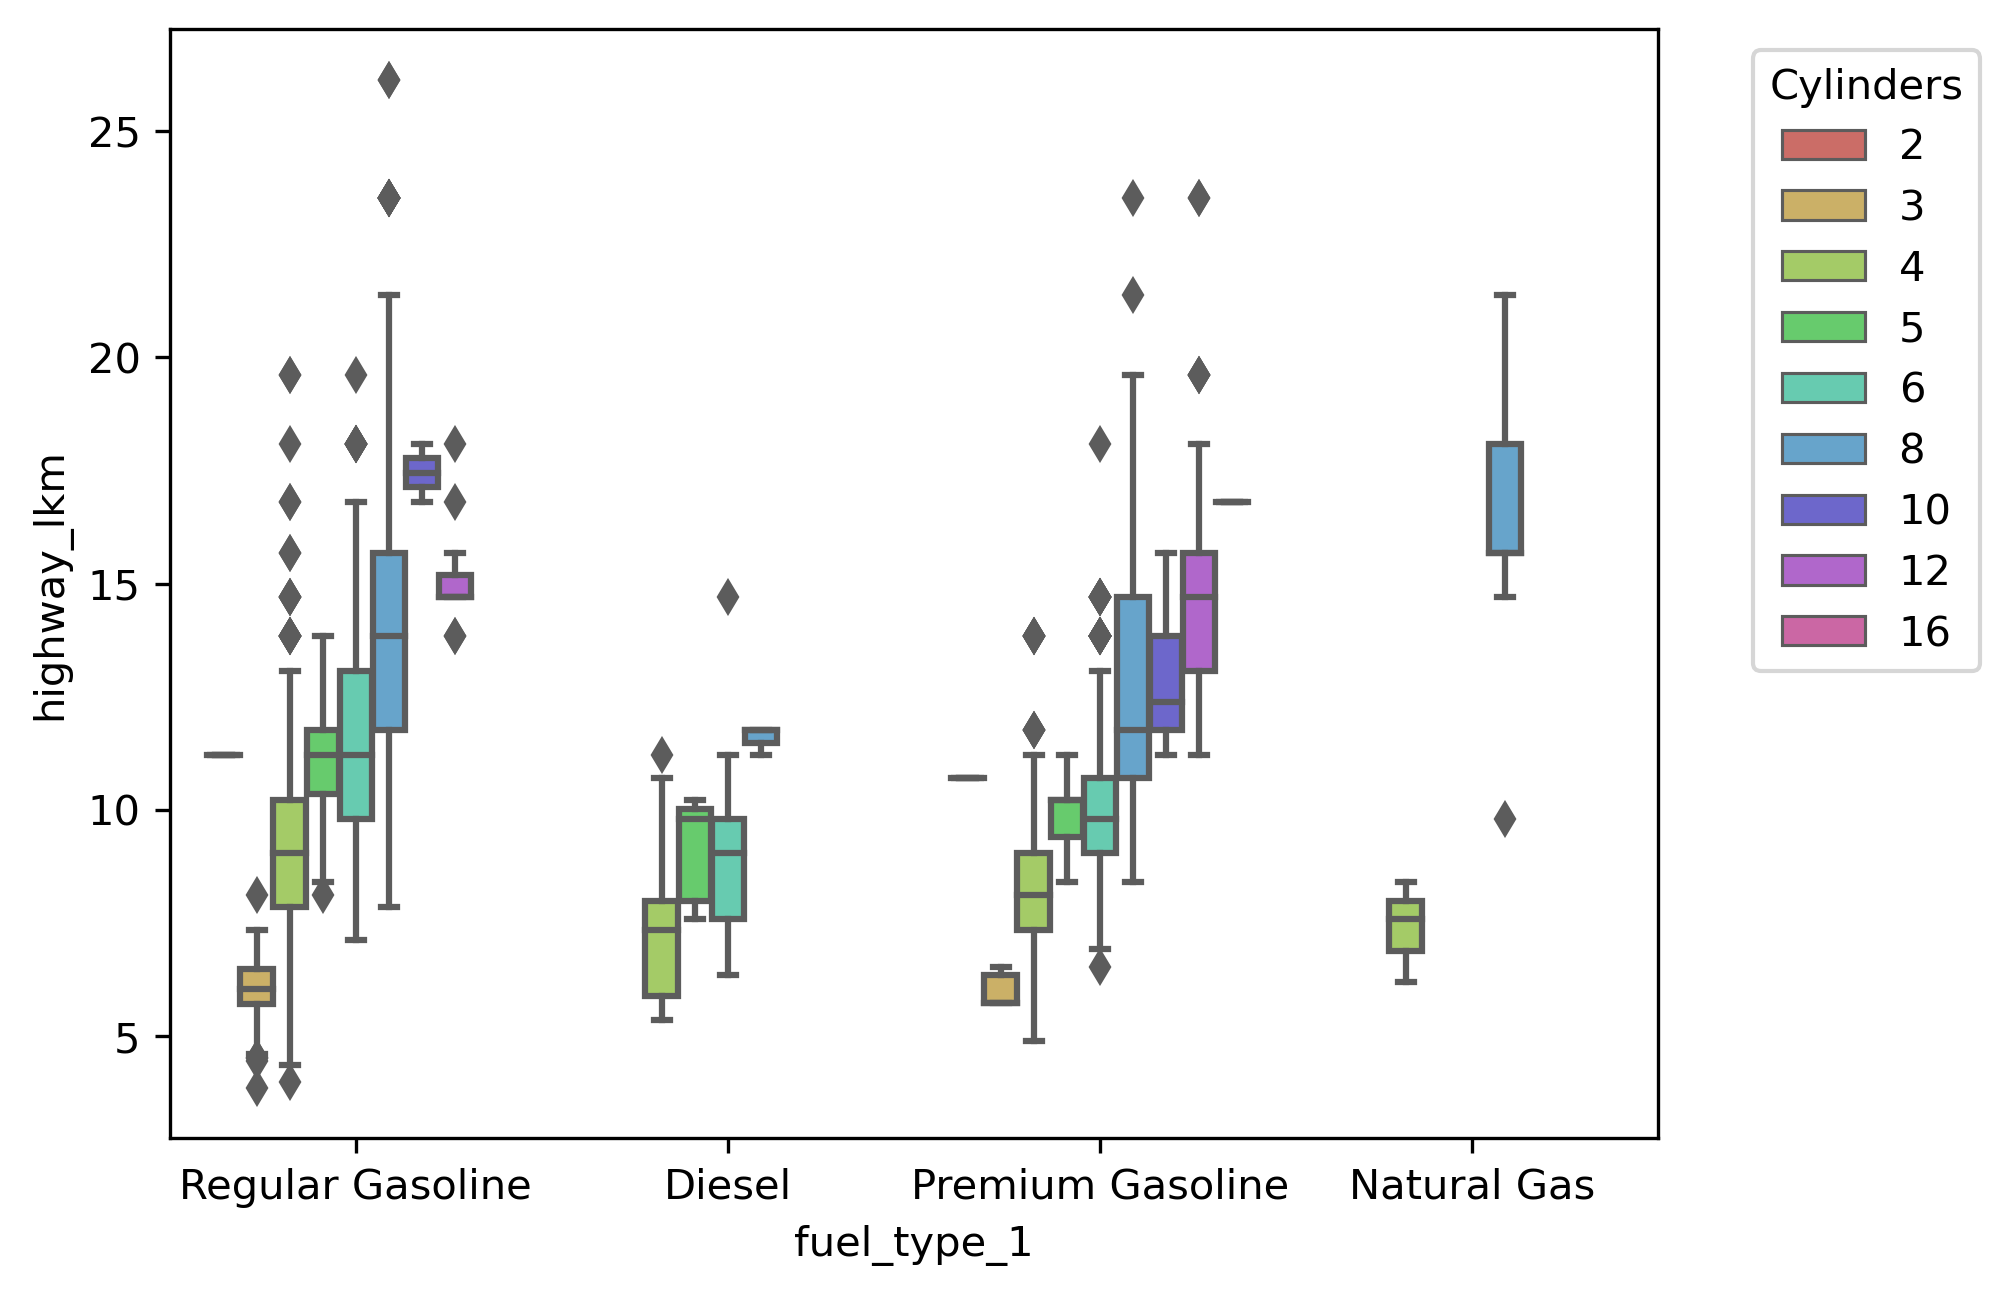 highway_lkm
25
20
15
10
5
Regular Gasoline
Diesel
Premium Gasoline
Natural Gas
fuel_type_1
Cylinders
2
3
4
5
6
8
10
12
16